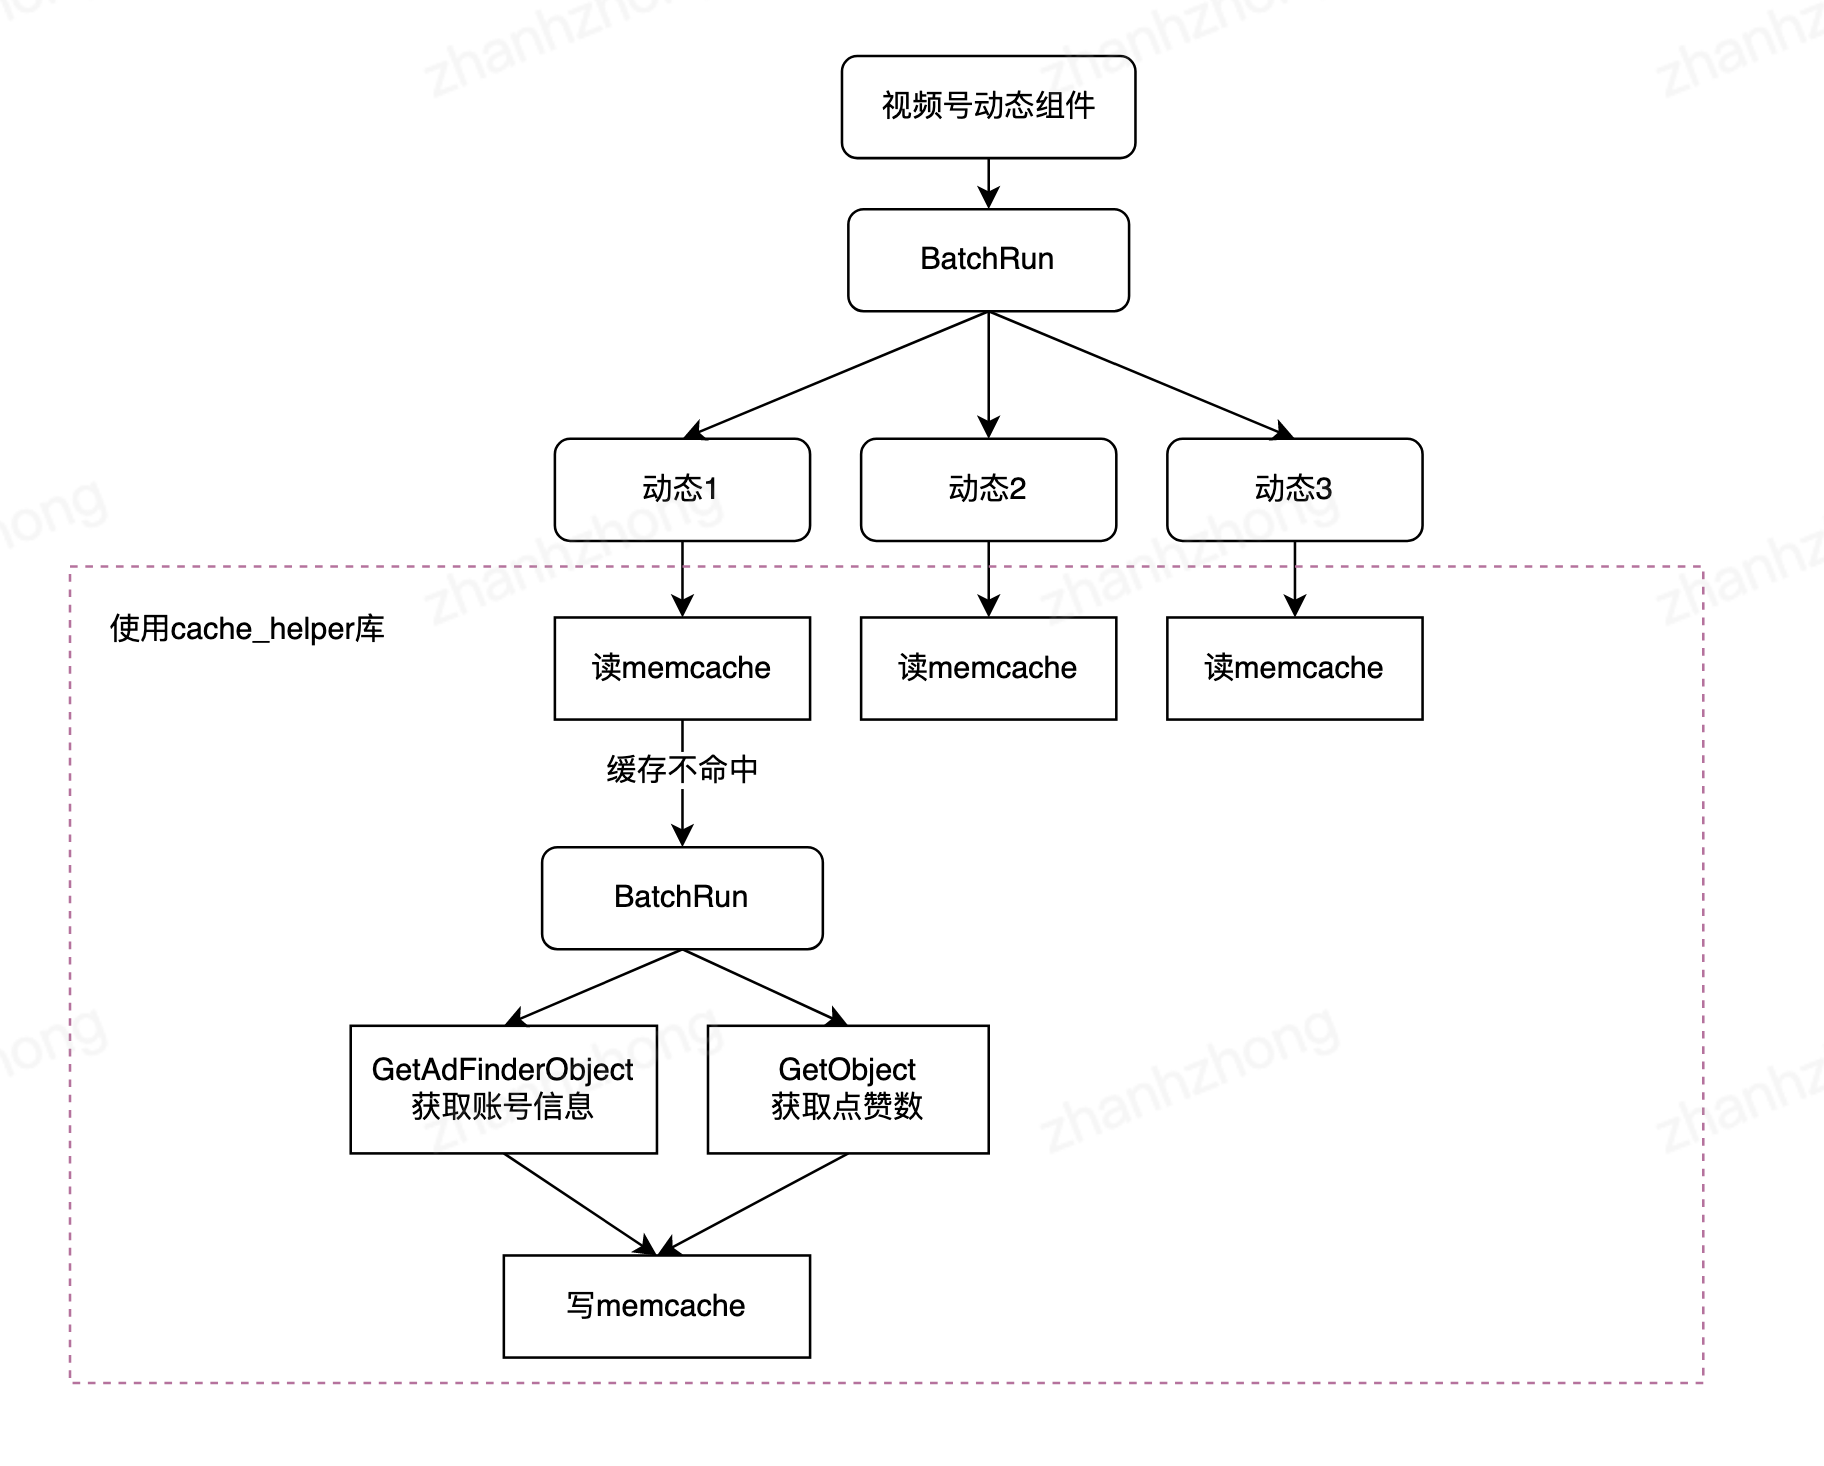 视频号动态组件
BatchRun
动态1
动态2
动态3
使用cache_helper库
读memcache
读memcache
读memcache
缓存不命中
BatchRun
GetAdFinderObject
获取账号信息
GetObject
获取点赞数
写memcache
zhanhzhong
zhanhzhong
zhanhzhong
zhanhzhong
zhanhzhong